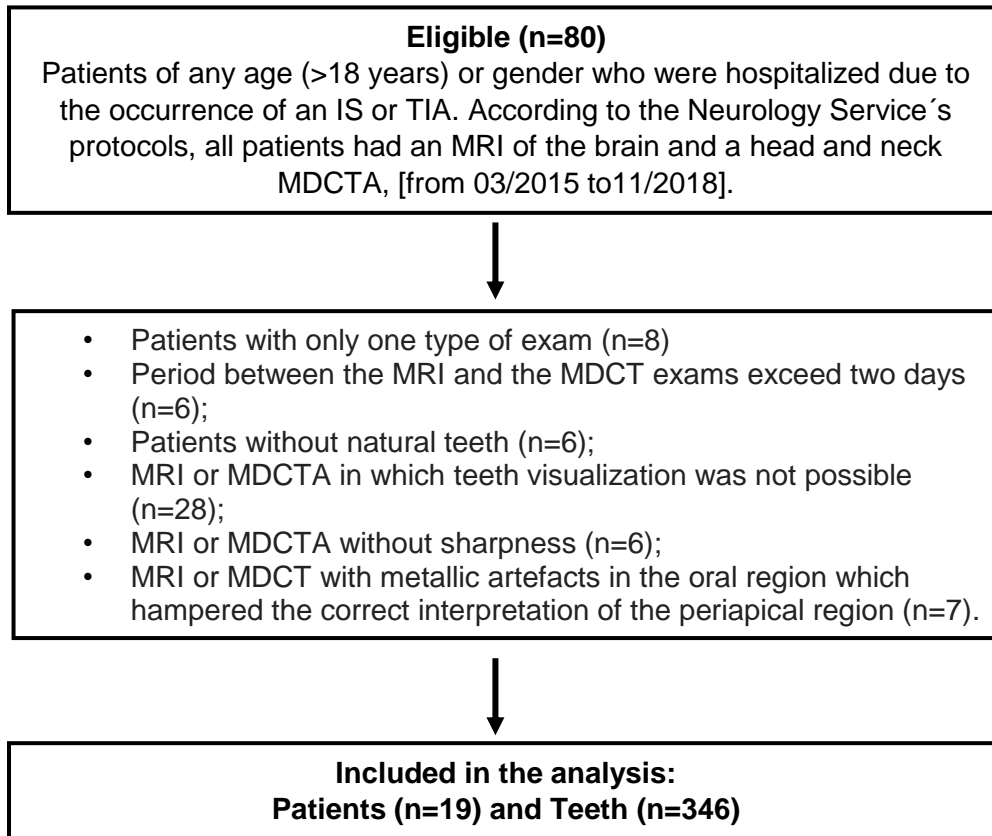 Eligible (n=80)
Patients of any age (>18 years) or gender who were hospitalized due to
the occurrence of an IS or TIA. According to the Neurology Service´s
protocols, all patients had an MRI of the brain and a head and neck
MDCTA, [from 03/2015 to11/2018].
• Patients with only one type of exam (n=8)
• Period between the MRI and the MDCT exams exceed two days
(n=6);
• Patients without natural teeth (n=6);
• MRI or MDCTA in which teeth visualization was not possible
(n=28);
• MRI or MDCTA without sharpness (n=6);
• MRI or MDCT with metallic artefacts in the oral region which
hampered the correct interpretation of the periapical region (n=7).
Included in the analysis:
Patients (n=19) and Teeth (n=346)